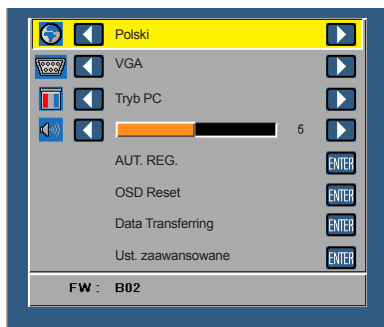 Polski
VGA
Tryb PC
5
AUT. REG. ENTER
OSD Reset ENTER
Data Transferring ENTER
Ust. zaawansowane ENTER
FW : B02